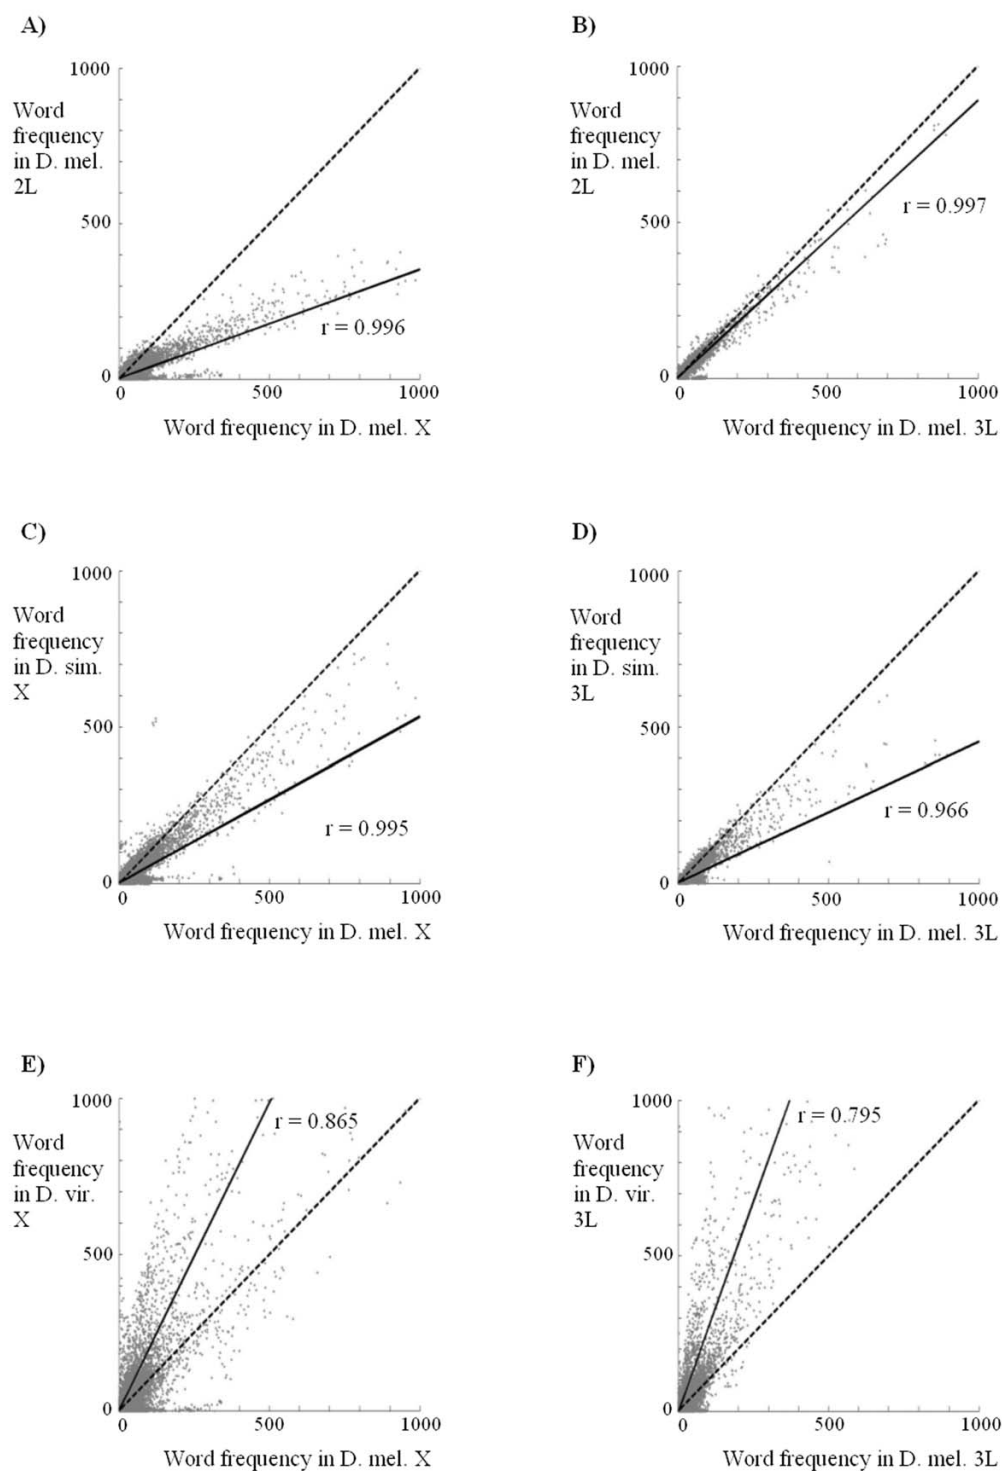 A)
1000
Word
frequency
in D. mel.
2L
500
r = 0.996
0
0 500 1000
Word frequency in D. mel. X
B)
1000
Word
frequency
in D. mel.
2L
500
r = 0.997
0
0 500 1000
Word frequency in D. mel. 3L
C)
1000
Word
frequency
in D. sim.
X
500
r = 0.995
0
0 500 1000
Word frequency in D. mel. X
D)
1000
Word
frequency
in D. sim.
3L
500
r = 0.966
0
0 500 1000
Word frequency in D. mel. 3L
E)
1000
r = 0.865
Word
frequency
in D. vir.
X
500
0
0 500 1000
Word frequency in D. mel. X
F)
1000
r = 0.795
Word
frequency
in D. vir.
3L
500
0
0 500 1000
Word frequency in D. mel. 3L